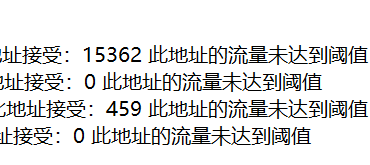 地址接受：15362 此地址的流量未达到阈值
地址接受：0 此地址的流量未达到阈值
此地址接受：459 此地址的流量未达到阈值
址接受：0 此地址的流量未达到阈值